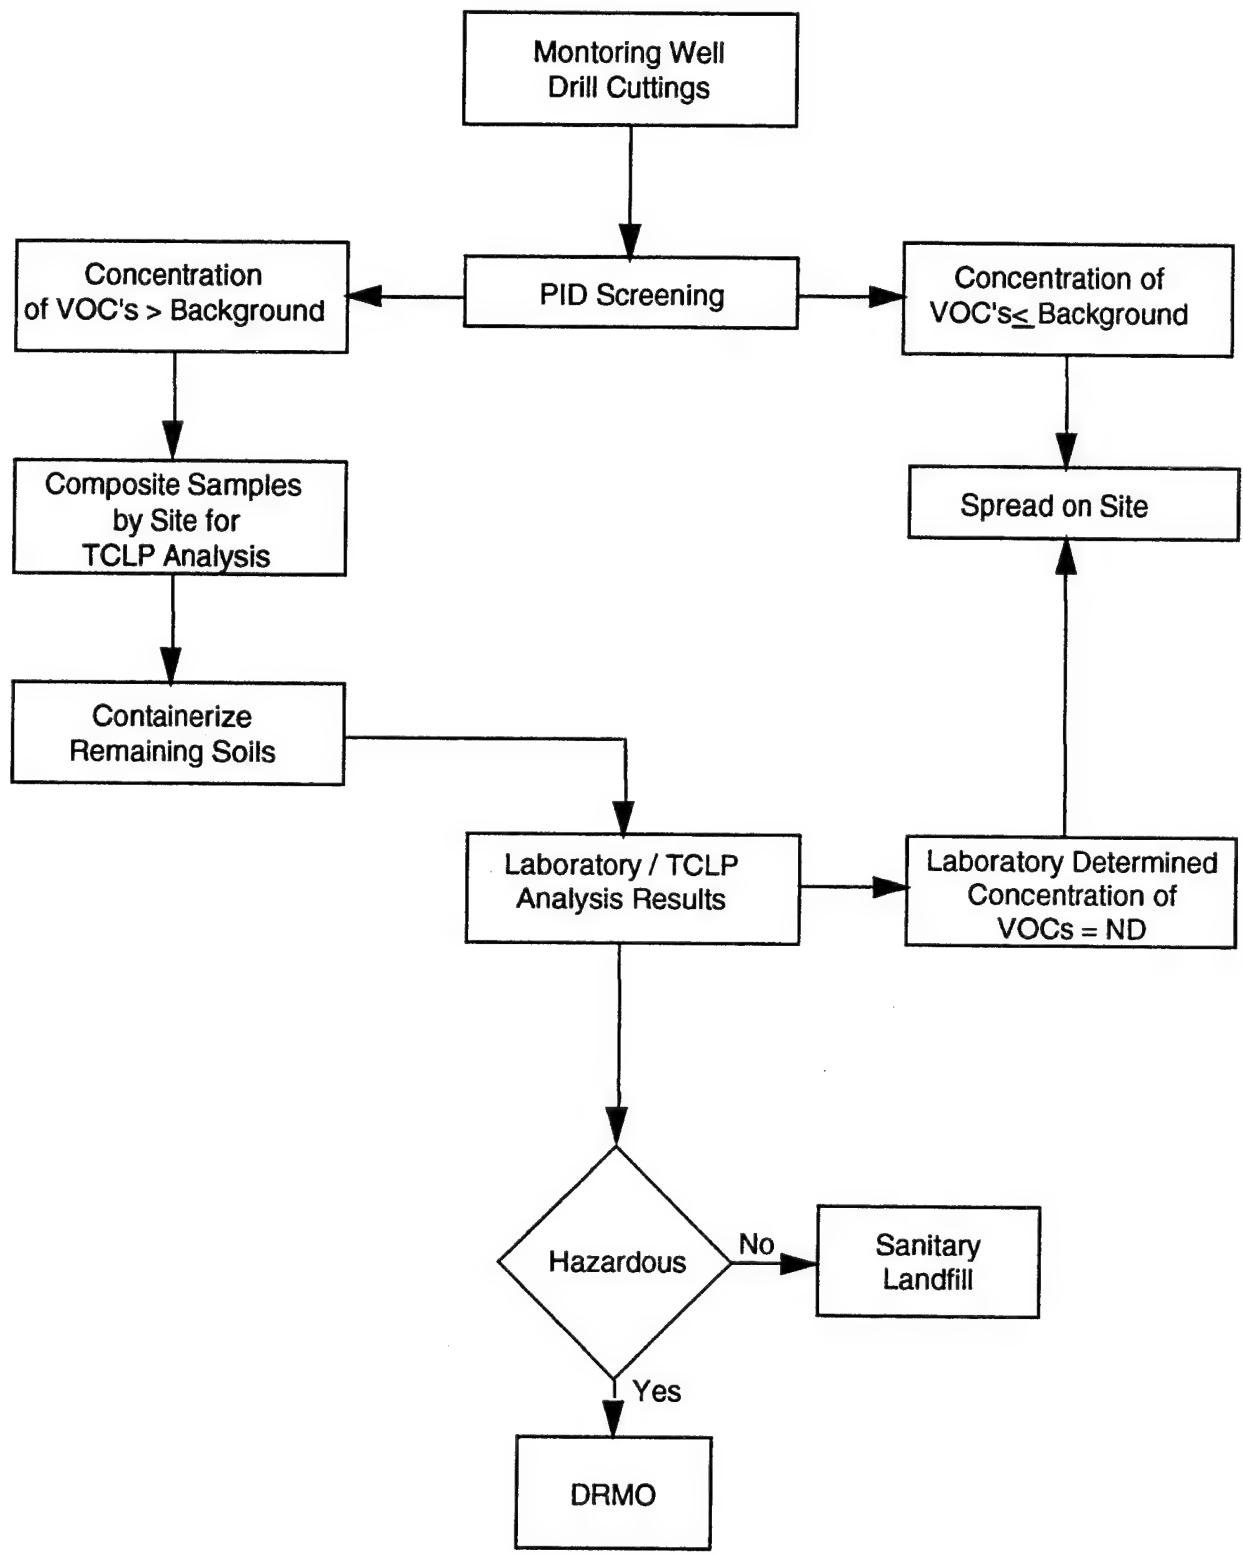 Montoring Well
Drill Cuttings
Concentration
of VOC's > Background
PID Screening
Concentration of
VOC's≤ Background
Composite Samples
by Site for
TCLP Analysis
Spread on Site
Containerize
Remaining Soils
Laboratory / TCLP
Analysis Results
Laboratory Determined
Concentration of
VOCs = ND
Hazardous
No
Sanitary
Landfill
Yes
DRMO